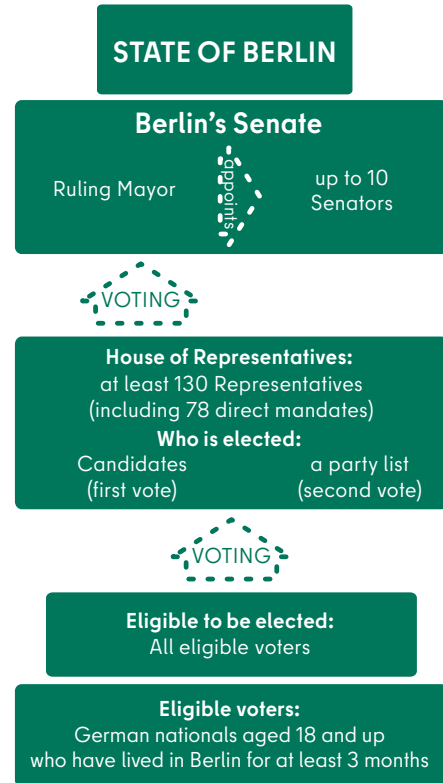 STATE OF BERLIN
Berlin's Senate
Ruling Mayor
appoints
up to 10
Senators
VOTING
House of Representatives:
at least 130 Representatives
(including 78 direct mandates)
Who is elected:
Candidates
(first vote)
a party list
(second vote)
VOTING
Eligible to be elected:
All eligible voters
Eligible voters:
German nationals aged 18 and up
who have lived in Berlin for at least 3 months